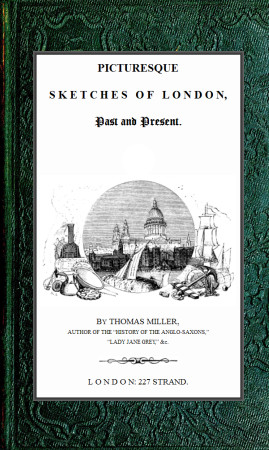 PICTURESQUE
SKETCHES OF LONDON,
Past and Present.
BY THOMAS MILLER,
AUTHOR OF THE "HISTORY OF THE ANGLO-SAXONS,"
"LADY JANE GREY," &c.
LONDON: 227 STRAND.